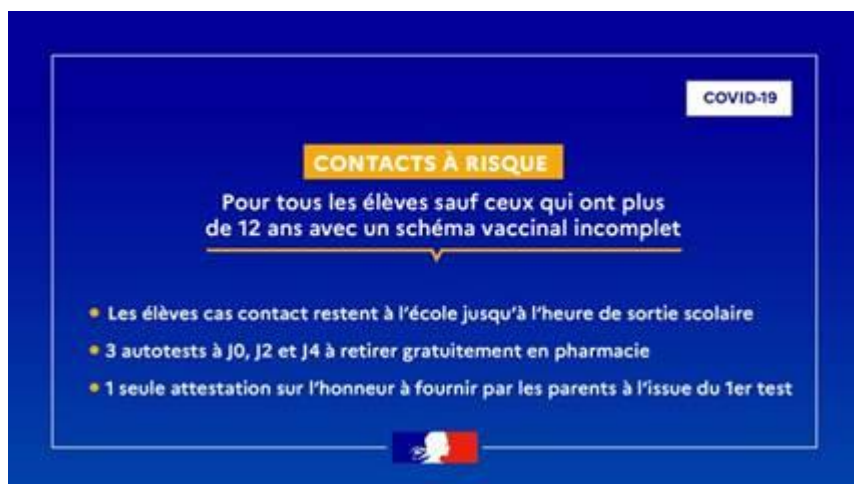 COVID-19
CONTACTS À RISQUE
Pour tous les élèves sauf ceux qui ont plus
de 12 ans avec un schéma vaccinal incomplet
Les élèves cas contact restent à l'école jusqu'à l'heure de sortie scolaire
3 autotests à J0, J2 et J4 à retirer gratuitement en pharmacie
1 seule attestation sur l'honneur à fournir par les parents à l'issue du 1er test